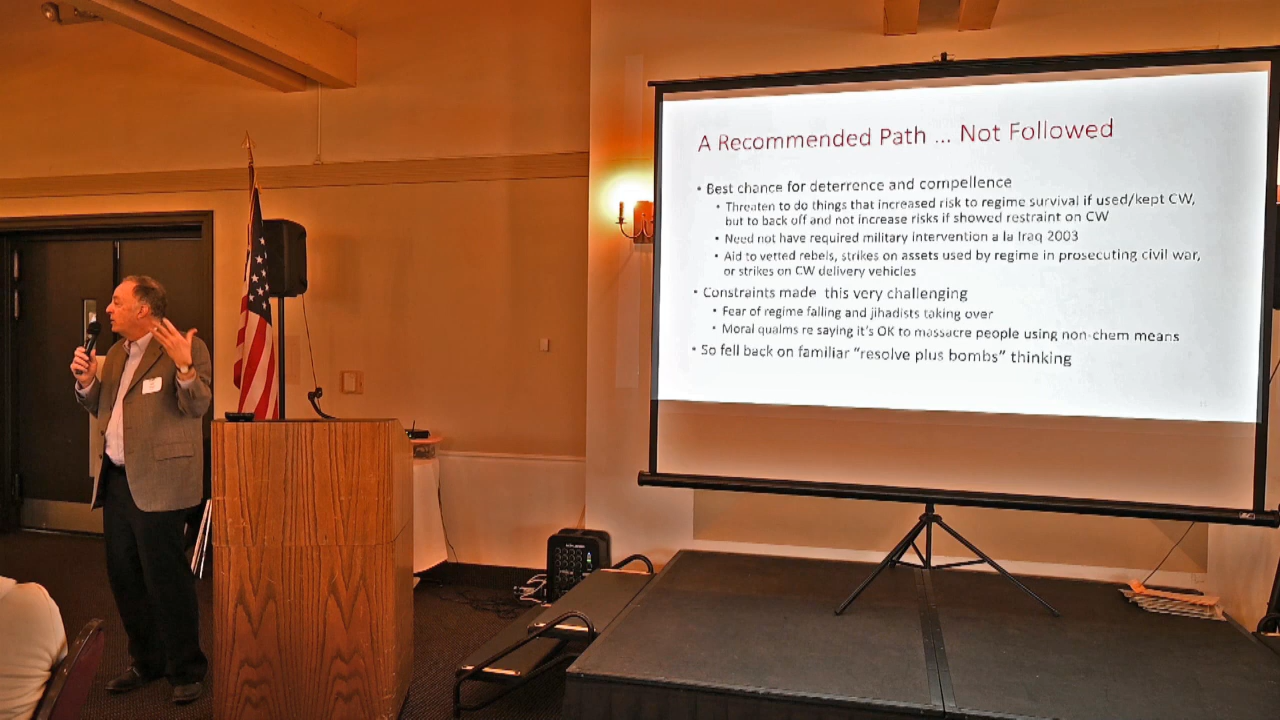 A Recommended Path ... Not Followed
• Best chance for deterrence and compellence
• Threaten to do things that increased risk to regime survival if used/kept CW,
but to back off and not increase risks if showed restraint on CW
• Need not have required military intervention a la Iraq 2003
• Aid to vetted rebels, strikes on assets used by regime in prosecuting civil war,
or strikes on CW delivery vehicles
• Constraints made this very challenging
• Fear of regime falling and jihadists taking over
• Moral qualms re saying it's OK to massacre people using non-chem means
• So fell back on familiar “resolve plus bombs” thinking